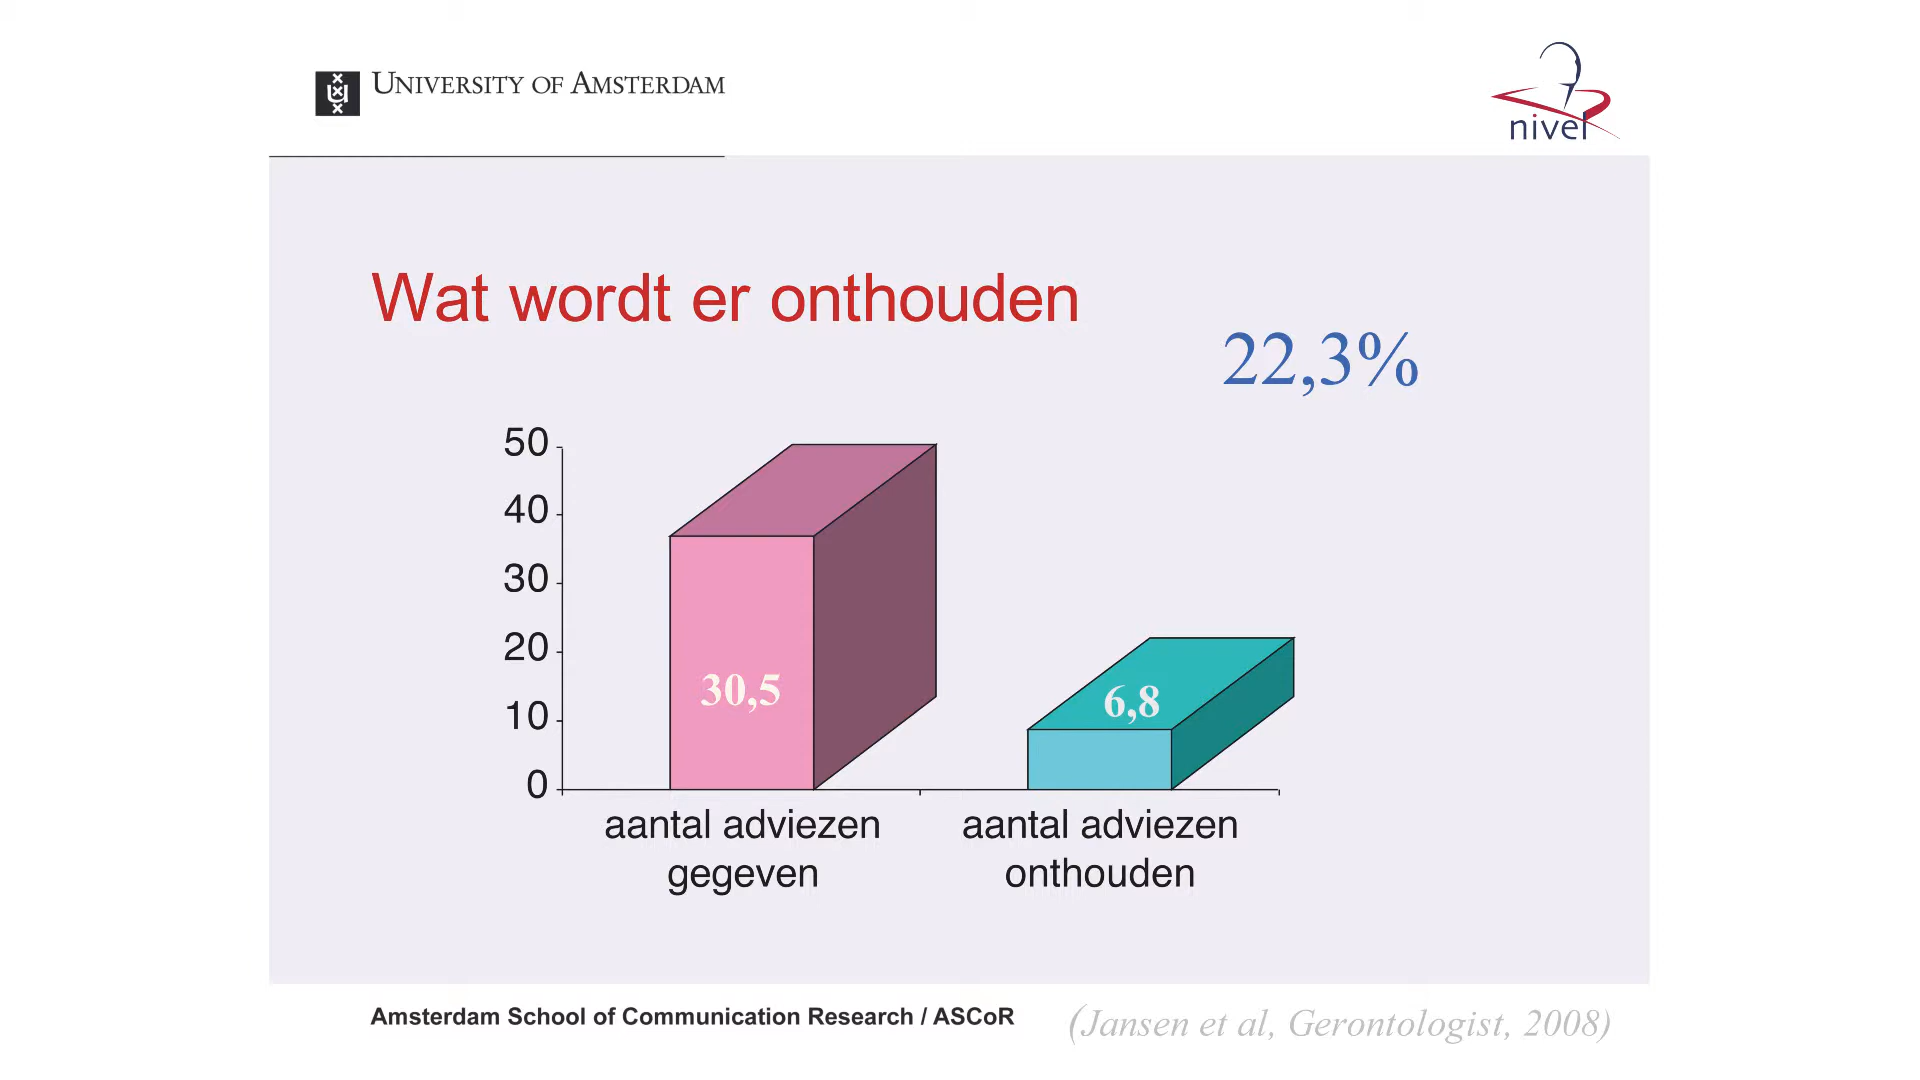 UNIVERSITY OF AMSTERDAM
nivel
Wat wordt er onthouden
22,3%
50
40
30
20
10
0
30,5
6,8
aantal adviezen
gegeven
aantal adviezen
onthouden
Amsterdam School of Communication Research / ASCoR
(Jansen et al, Gerontologist, 2008)